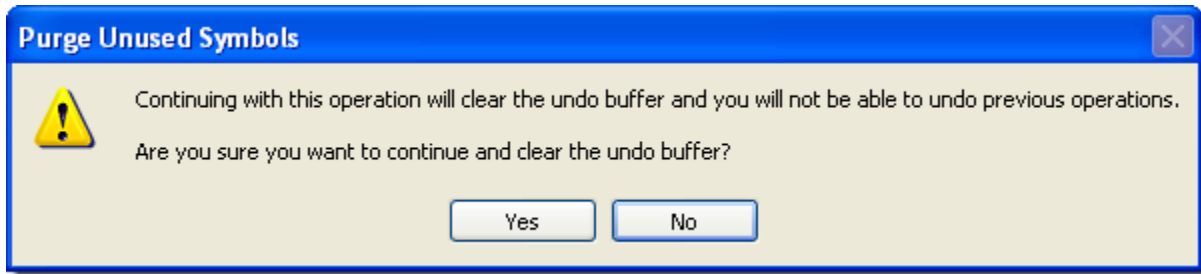 Purge Unused Symbols
Continuing with this operation will clear the undo buffer and you will not be able to undo previous operations.
Are you sure you want to continue and clear the undo buffer?
Yes No